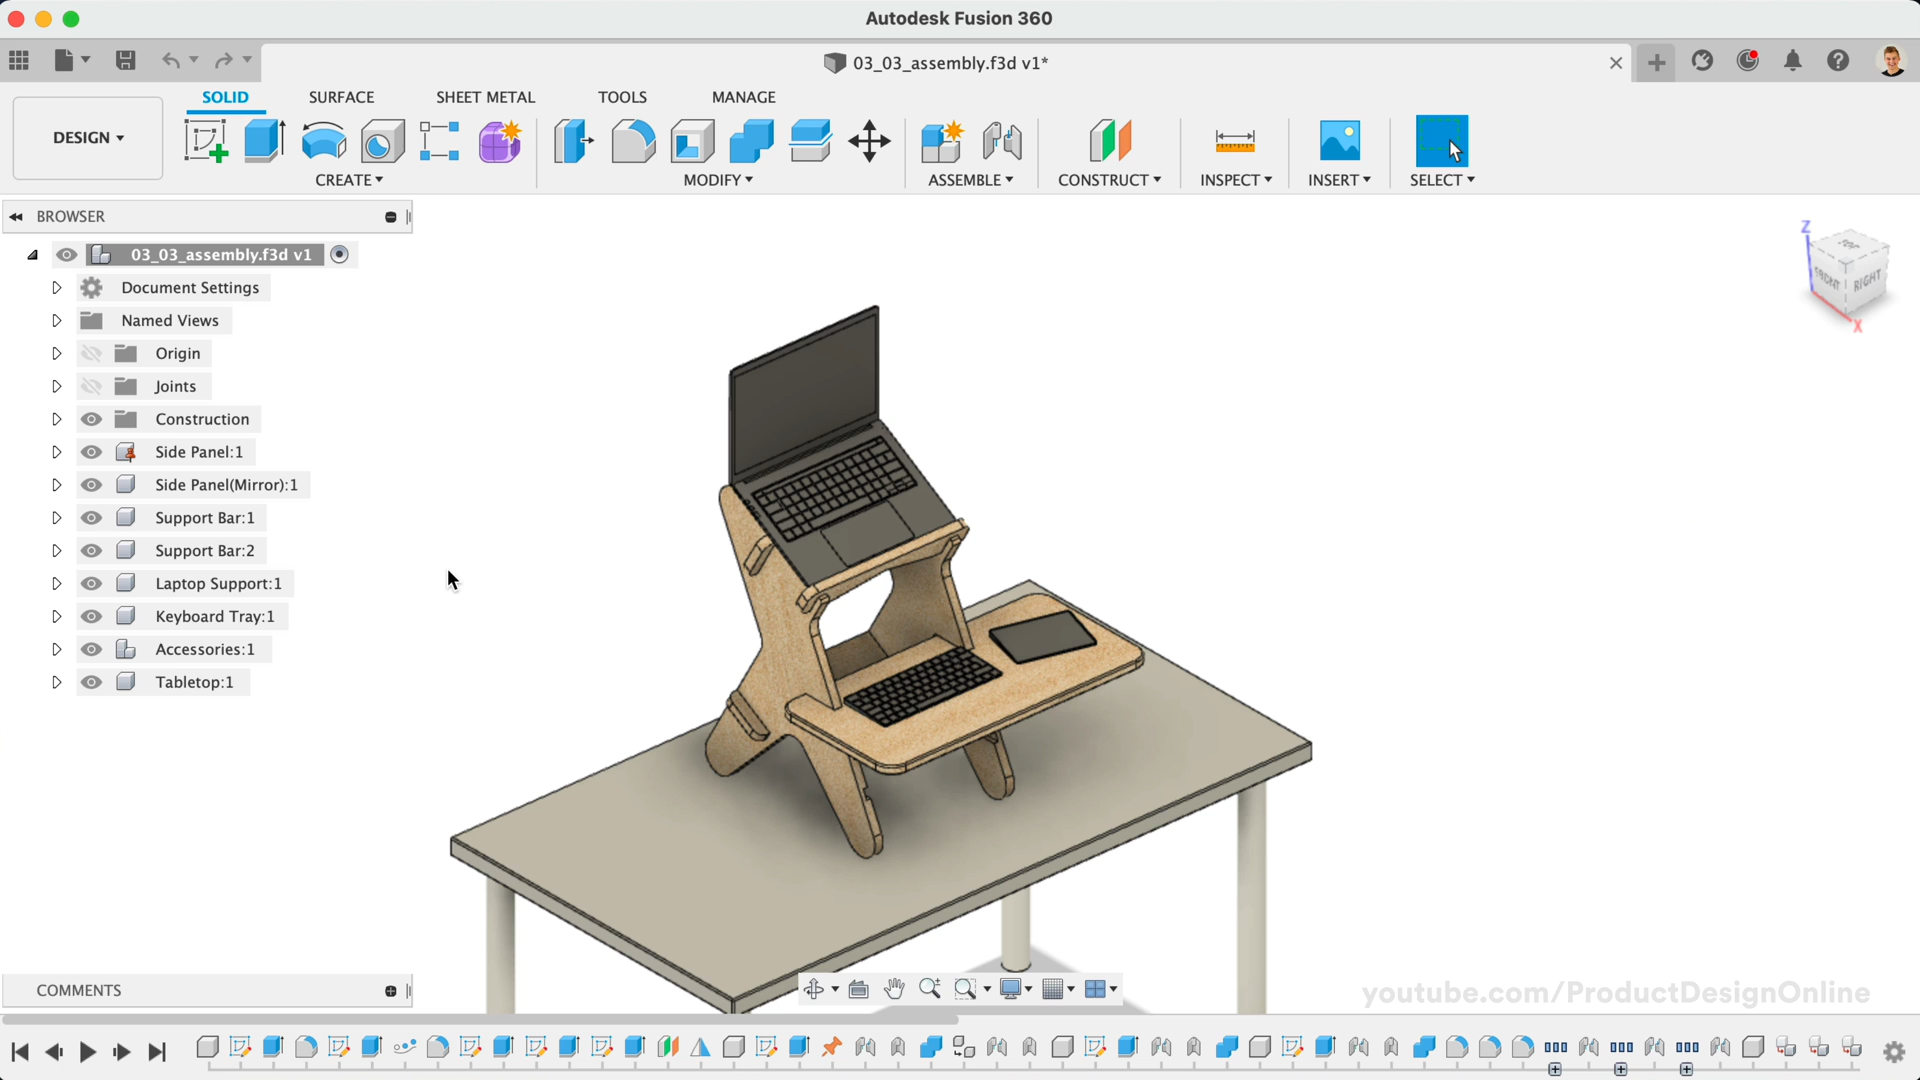 Autodesk Fusion 360
03_03_assembly.f3d v1*
SOLID SURFACE SHEET METAL TOOLS MANAGE
DESIGN
CREATE MODIFY ASSEMBLE CONSTRUCT INSPECT INSERT SELECT
BROWSER
03_03_assembly.f3d v1
Document Settings
Named Views
Origin
Joints
Construction
Side Panel:1
Side Panel(Mirror):1
Support Bar:1
Support Bar:2
Laptop Support:1
Keyboard Tray:1
Accessories:1
Tabletop:1
Z
TOP
FRONT RIGHT
X
COMMENTS
youtube.com/ProductDesignOnline